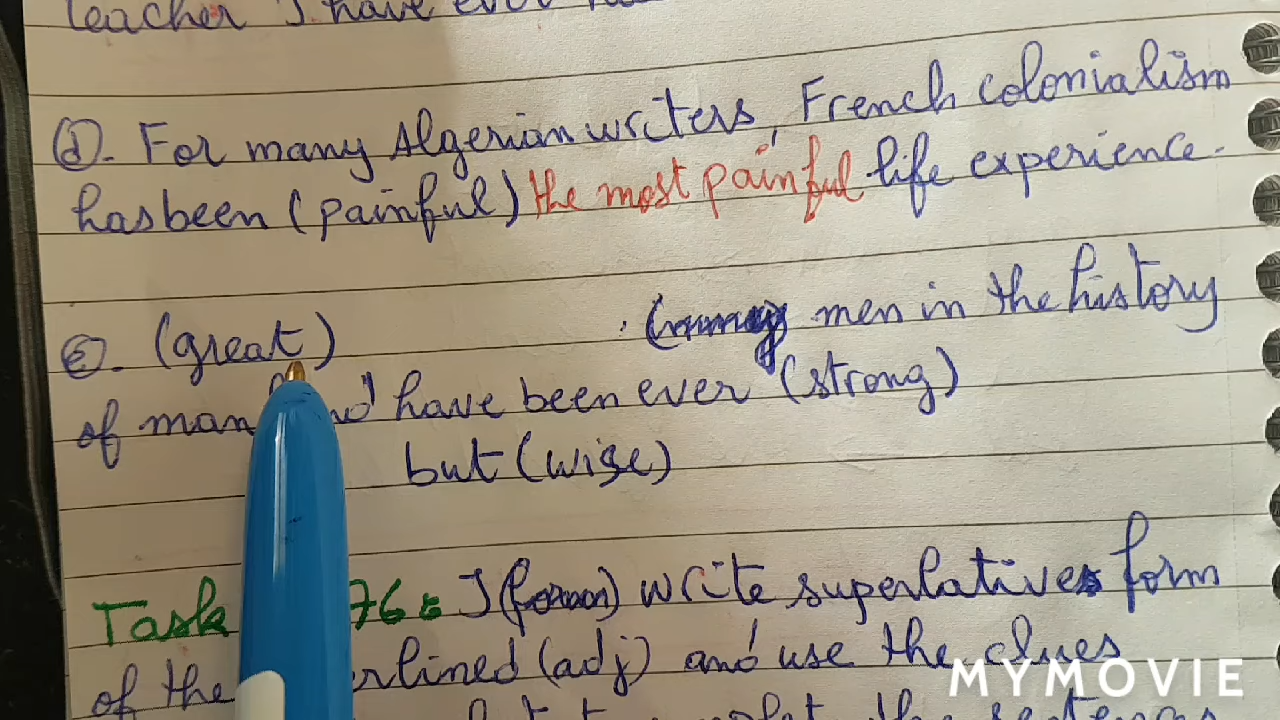 teacher I have ever
d. For many Algerian writers, French colonialism
has been (painful) the most painful life experience.
e. (great) men in the history
of have been ever (strong)
but (wise)
Task 76. I write superlatives form
of the (adj) and use the clues
the sentences
MYMOVIE